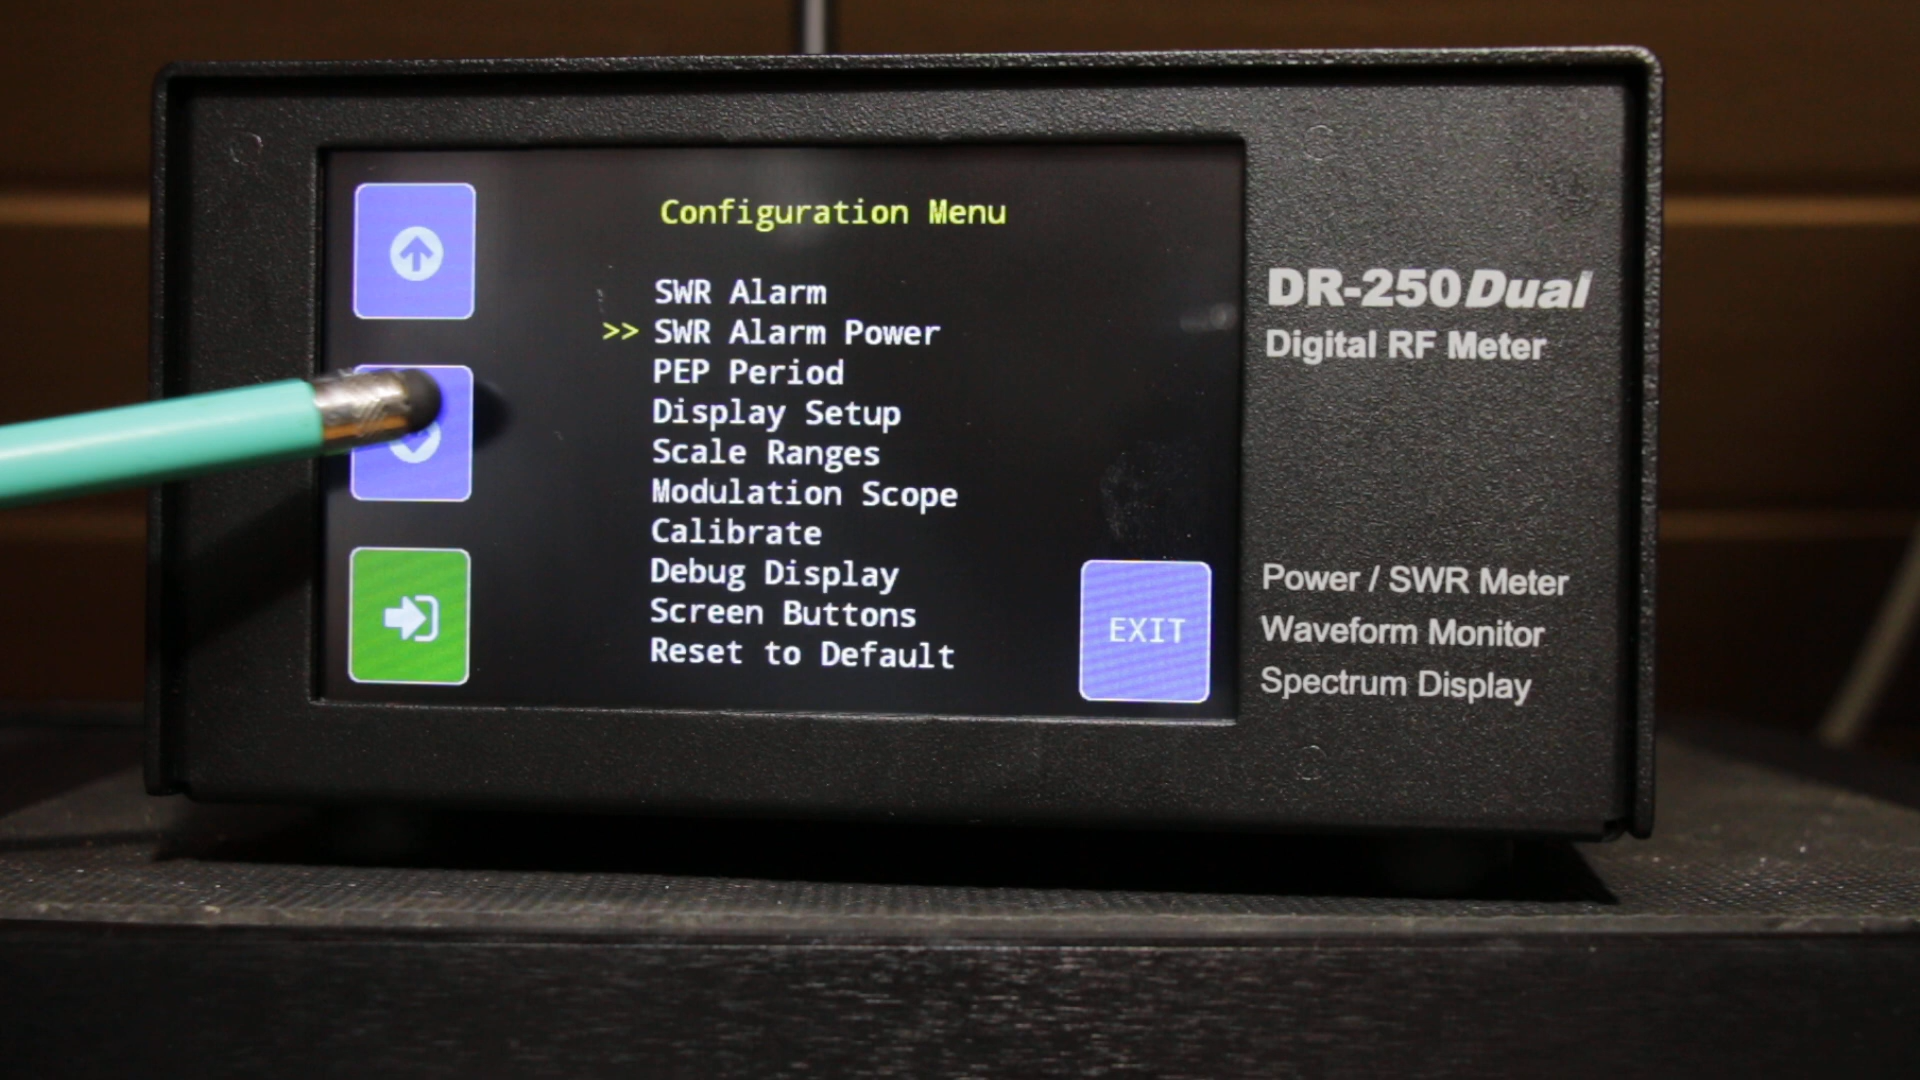 Configuration Menu
SWR Alarm
>> SWR Alarm Power
PEP Period
Display Setup
Scale Ranges
Modulation Scope
Calibrate
Debug Display
Screen Buttons
Reset to Default
EXIT
DR-250Dual
Digital RF Meter
Power / SWR Meter
Waveform Monitor
Spectrum Display